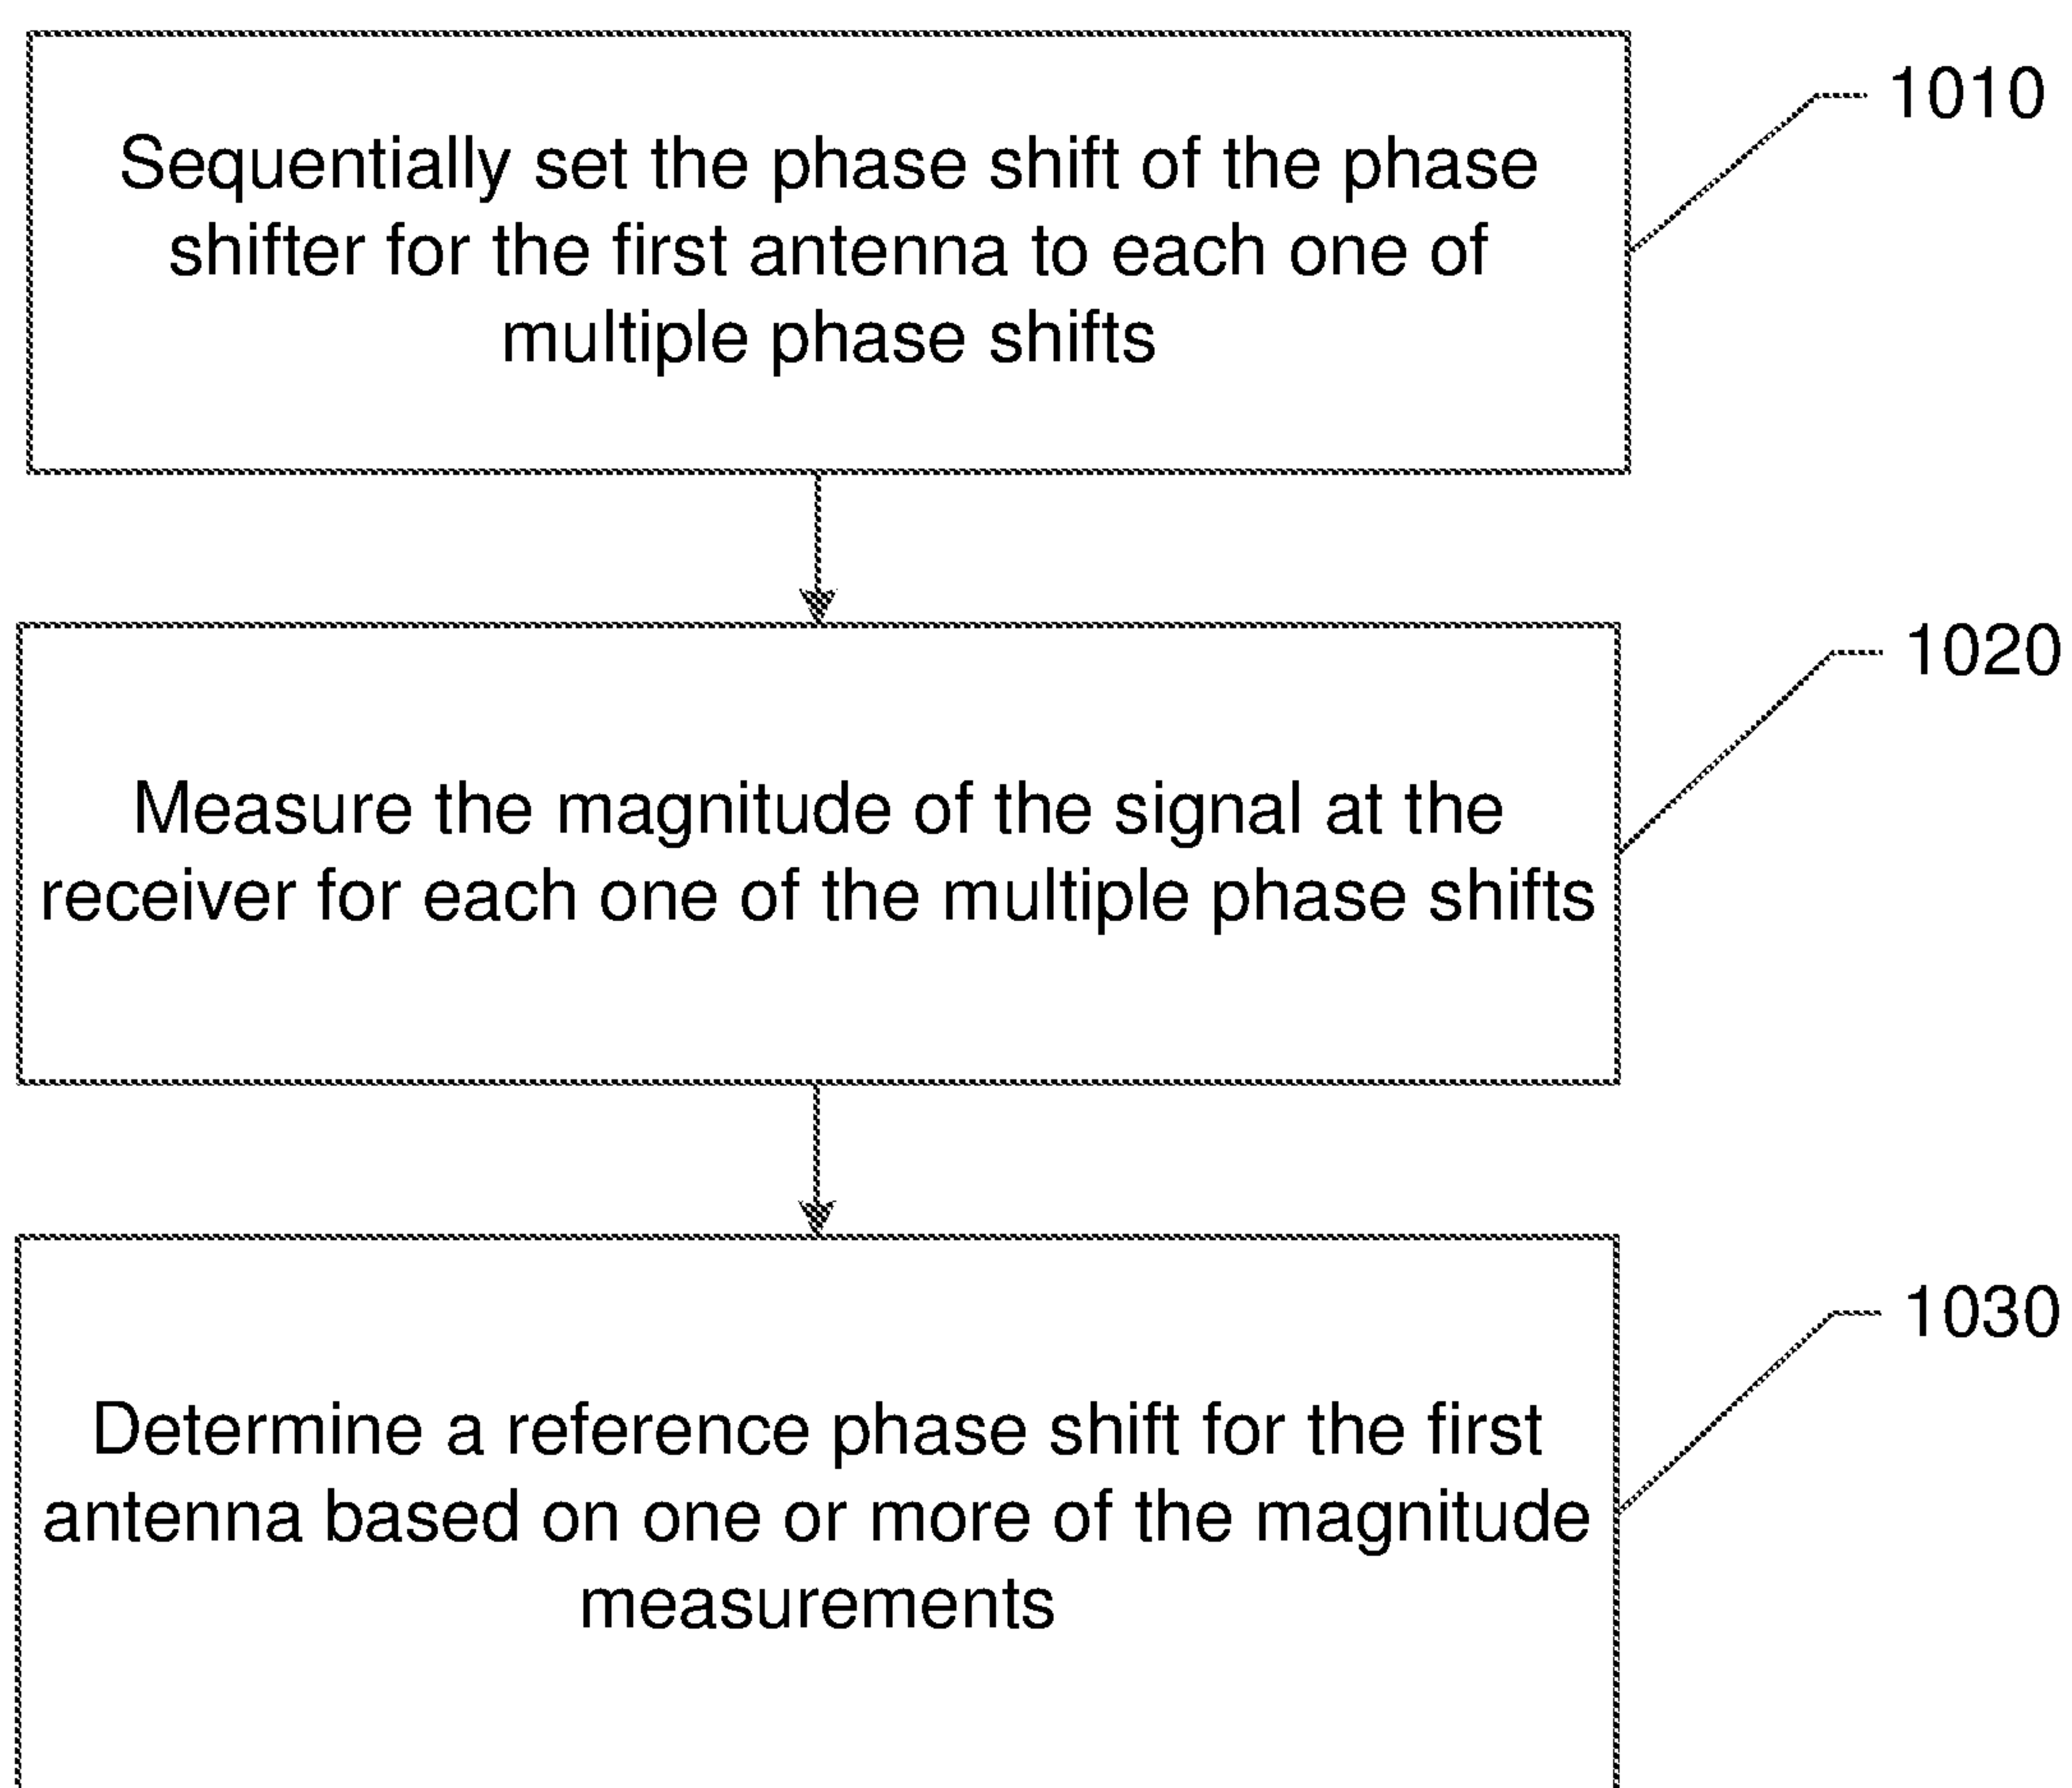 Sequentially set the phase shift of the phase
shifter for the first antenna to each one of
multiple phase shifts
1010
Measure the magnitude of the signal at the
receiver for each one of the multiple phase shifts
1020
Determine a reference phase shift for the first
antenna based on one or more of the magnitude
measurements
1030